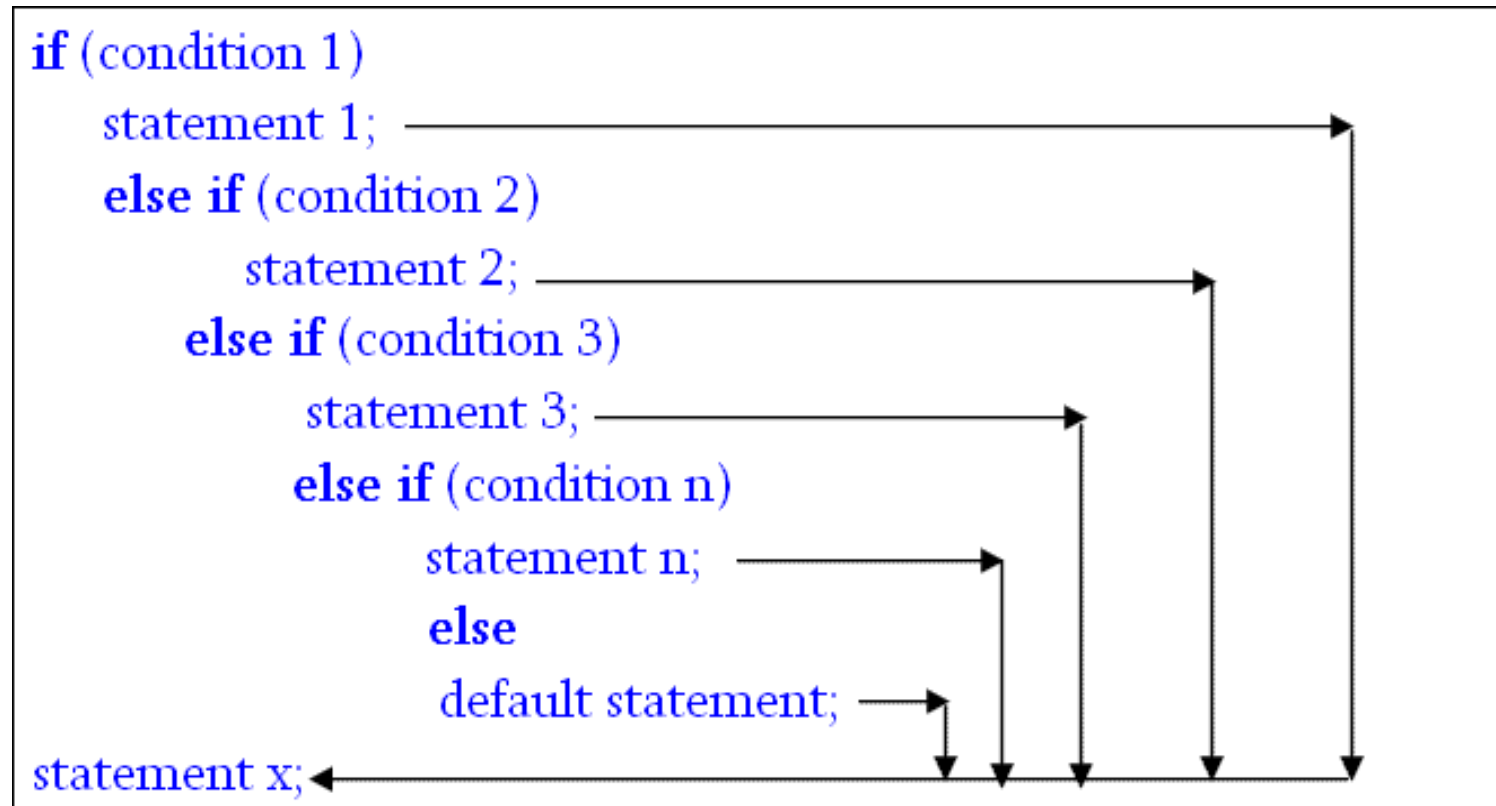 if (condition 1)
statement 1;
else if (condition 2)
statement 2;
else if (condition 3)
statement 3;
else if (condition n)
statement n;
else
default statement;
statement x;